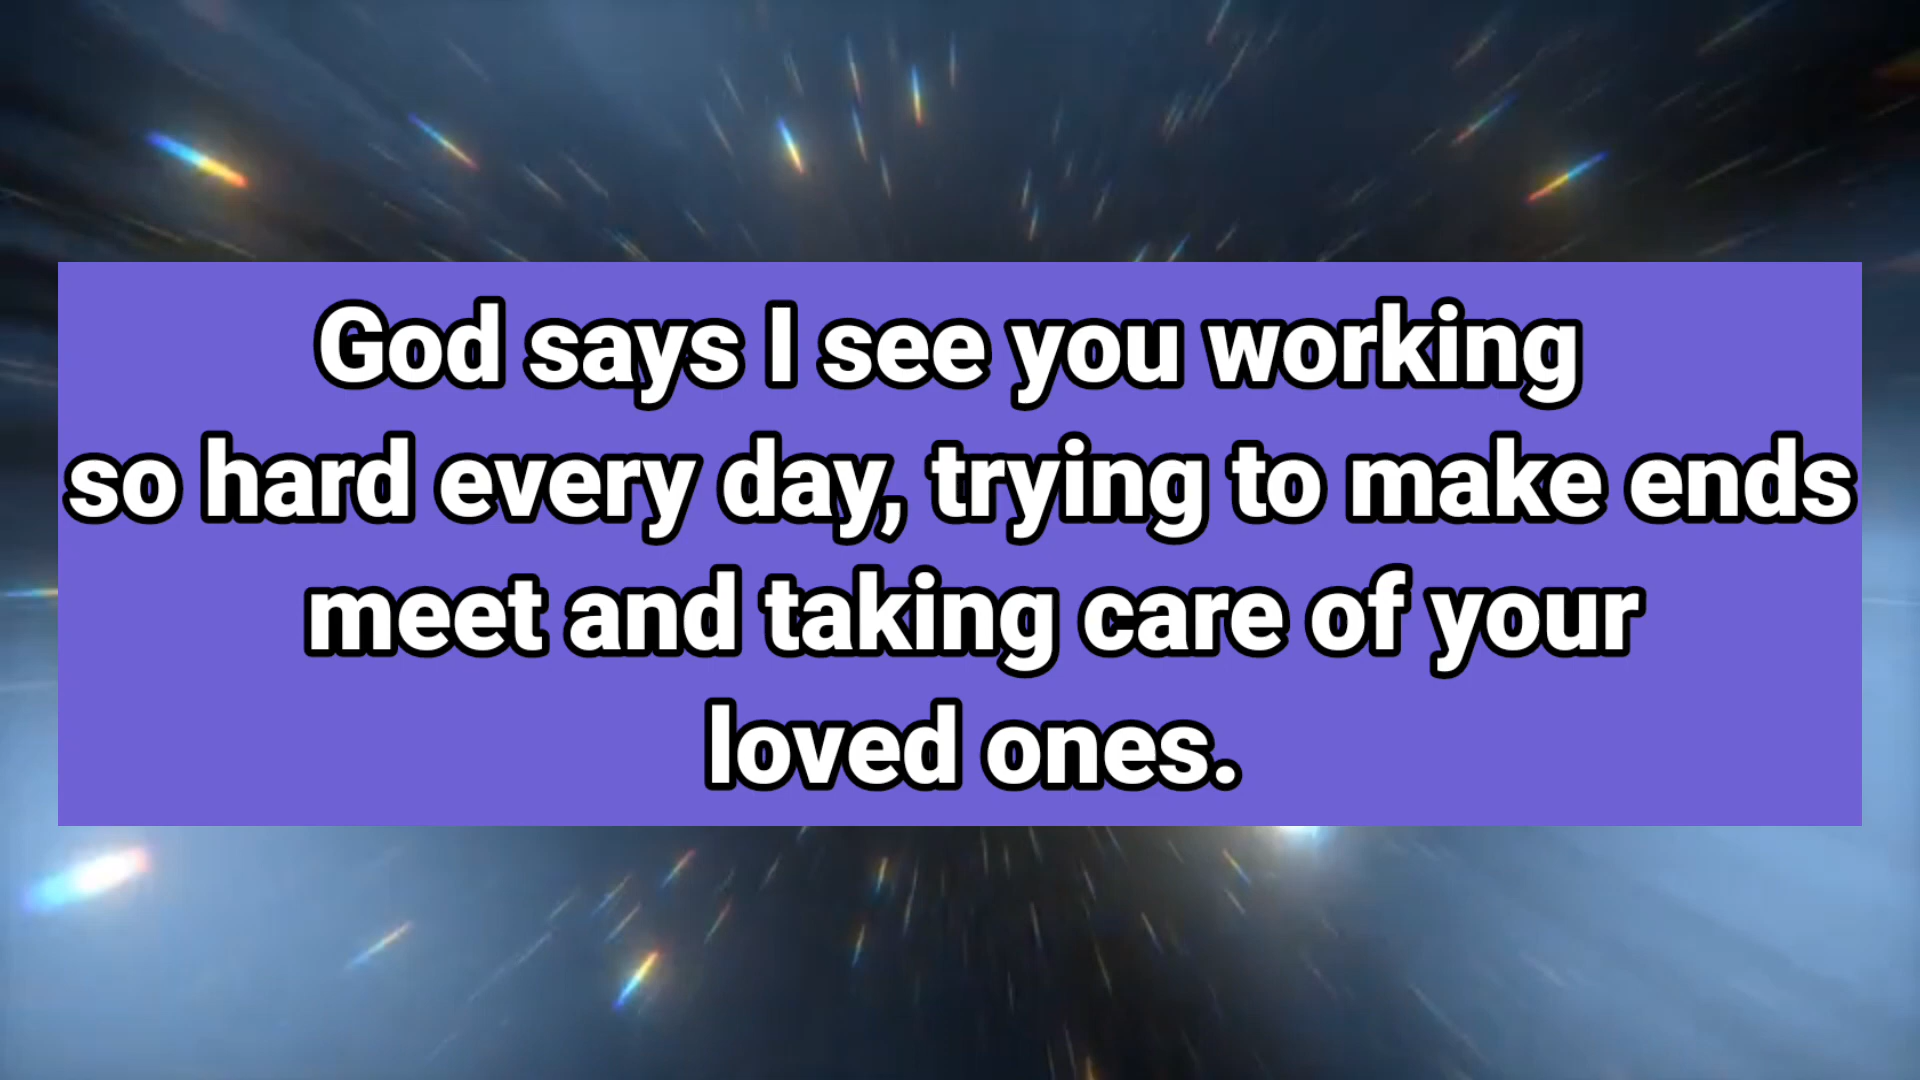 God says I see you working
so hard every day, trying to make ends
meet and taking care of your
loved ones.